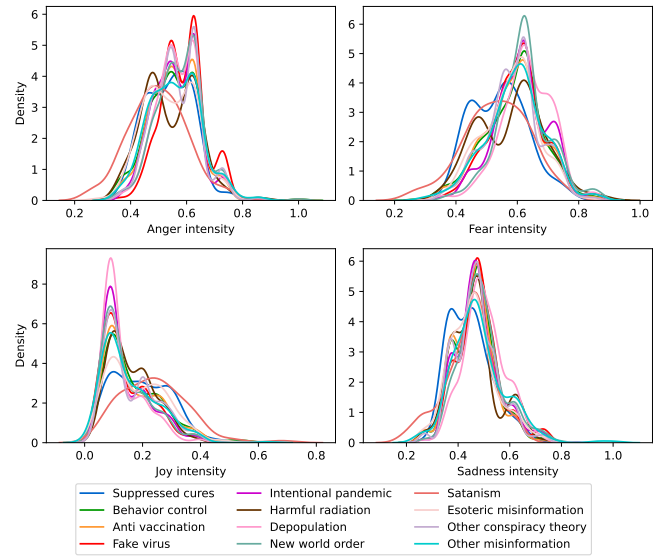 6
5
4
3
2
1
0
Density
0.2 0.4 0.6 0.8 1.0
Anger intensity
6
5
4
3
2
1
0
0.2 0.4 0.6 0.8 1.0
Fear intensity
8
6
4
2
0
Density
0.0 0.2 0.4 0.6 0.8
Joy intensity
6
5
4
3
2
1
0
0.2 0.4 0.6 0.8 1.0
Sadness intensity
Suppressed cures
Behavior control
Anti vaccination
Fake virus
Intentional pandemic
Harmful radiation
Depopulation
New world order
Satanism
Esoteric misinformation
Other conspiracy theory
Other misinformation